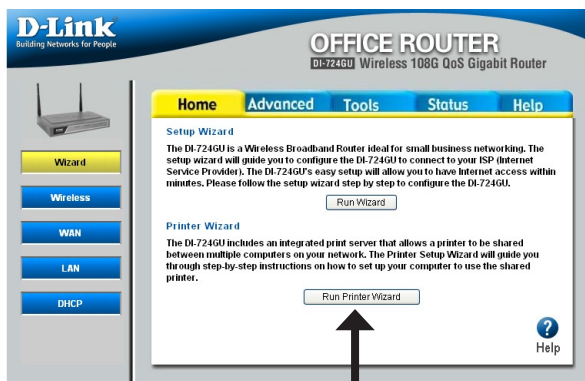 D-Link
Building Networks for People
OFFICE ROUTER
DI-724GU Wireless 108G QoS Gigabit Router
Home Advanced Tools Status Help
Wizard
Wireless
WAN
LAN
DHCP
Setup Wizard
The DI-724GU is a Wireless Broadband Router ideal for small business networking. The
setup wizard will guide you to configure the DI-724GU to connect to your ISP (Internet
Service Provider). The DI-724GU's easy setup will allow you to have Internet access within
minutes. Please follow the setup wizard step by step to configure the DI-724GU.
Run Wizard
Printer Wizard
The DI-724GU includes an integrated print server that allows a printer to be shared
between multiple computers on your network. The Printer Setup Wizard will guide you
through step-by-step instructions on how to set up your computer to use the shared
printer.
Run Printer Wizard
Help